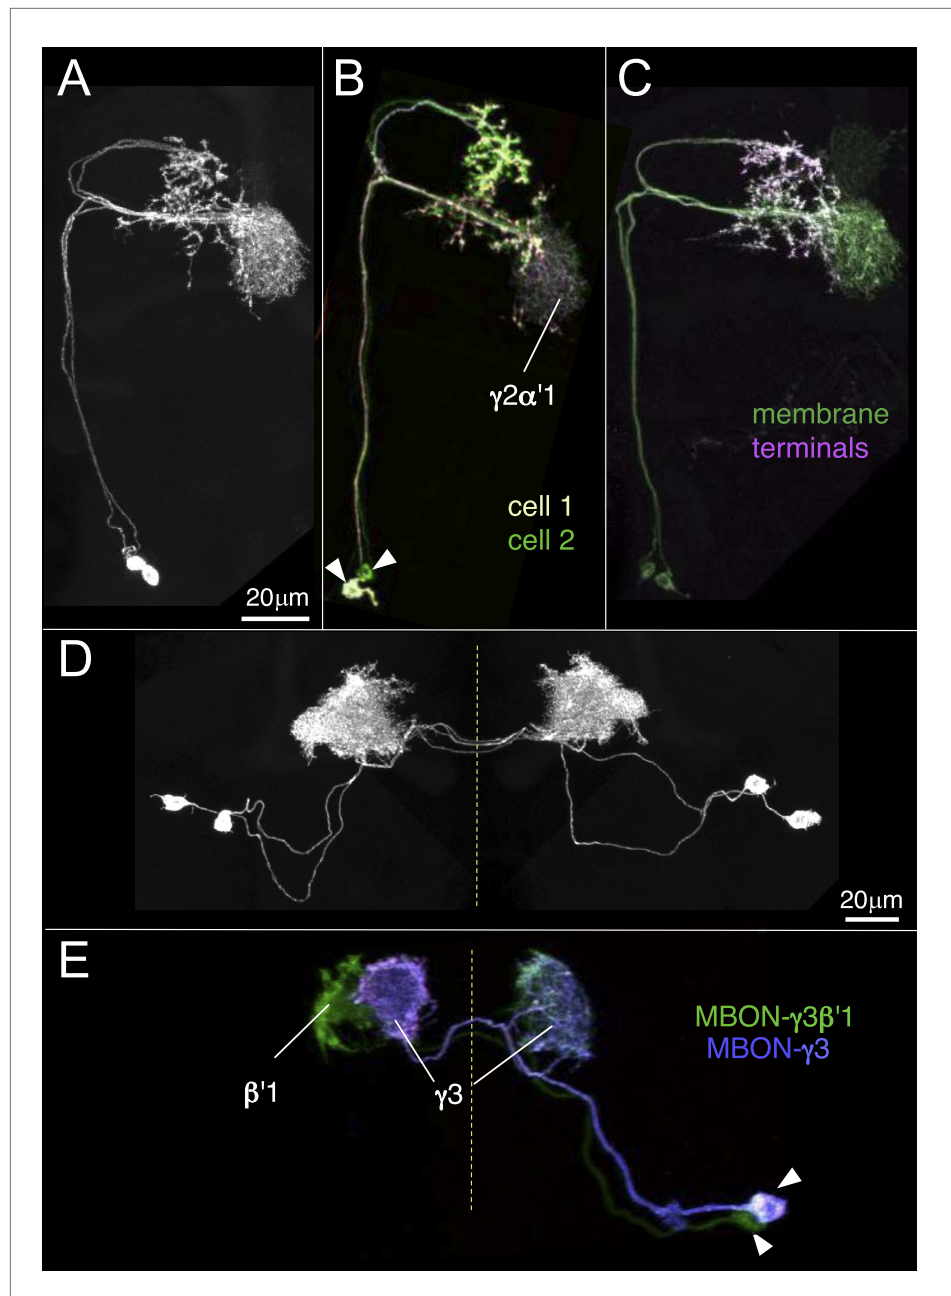 A
B
C
γ2α'1
membrane
terminals
cell 1
cell 2
20μm
D
20μm
E
MBON-γ3β'1
MBON-γ3
β'1
γ3